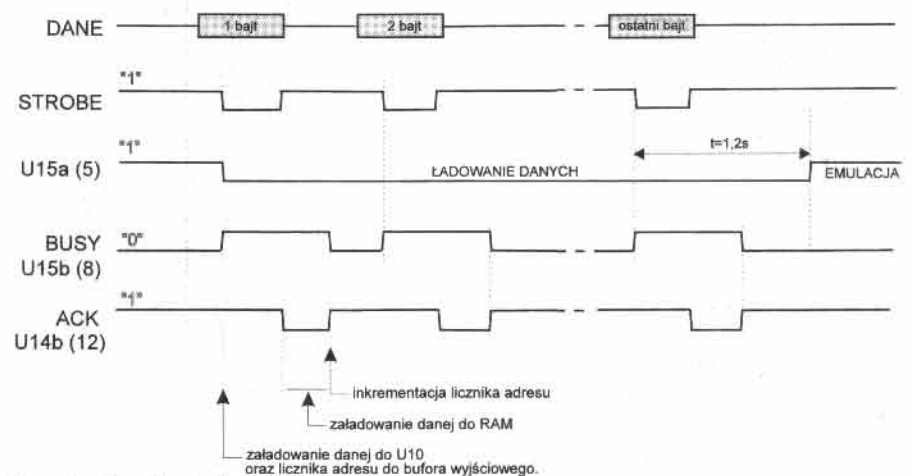 DANE
1 bajt
2 bajt
ostatni bajt
"1"
STROBE
"1"
t=1,2s
U15a (5)
ŁADOWANIE DANYCH
EMULACJA
"0"
BUSY
U15b (8)
"1"
ACK
U14b (12)
inkrementacja licznika adresu
załadowanie danej do RAM
załadowanie danej do U10
oraz licznika adresu do bufora wyjściowego.